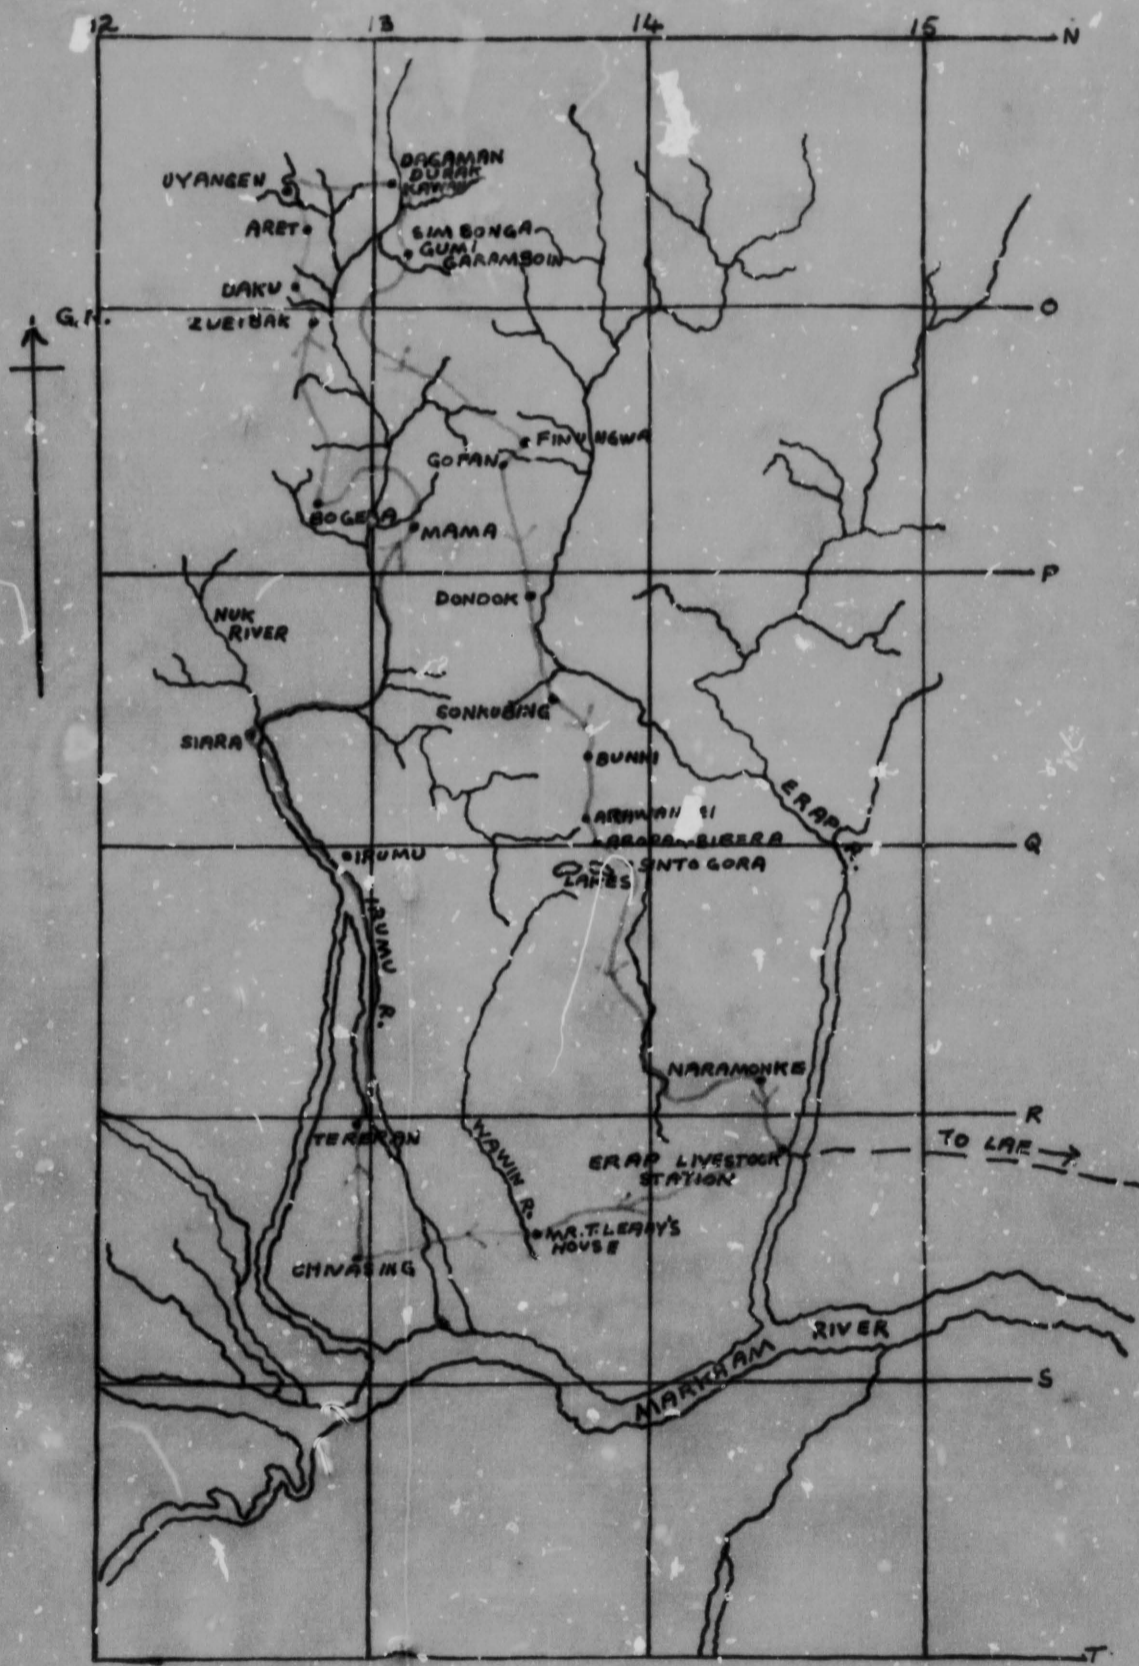 12 13 14 15
N
DAGAMAN
DURAK
UYANGEN
ARET
SIMBONGA
GUMI
GARAMBOIN
UAKU
G.N.
O
ZUEIBAK
FINUNGWA
GOPAN
BOGEBA
MAMA
P
DONDOK
NUK
RIVER
SONKUBING
SIARA
BUNKI
ERAP R.
Q
IRUMU
SINTOGORA
LAKES
IRUMU R.
NARAMONKE
R
TERERAN
WAWIN R.
TO LAE
ERAP LIVESTOCK
STATION
MR. T. LEAHY'S
HOUSE
CHIVASING
MARKHAM RIVER
S
T